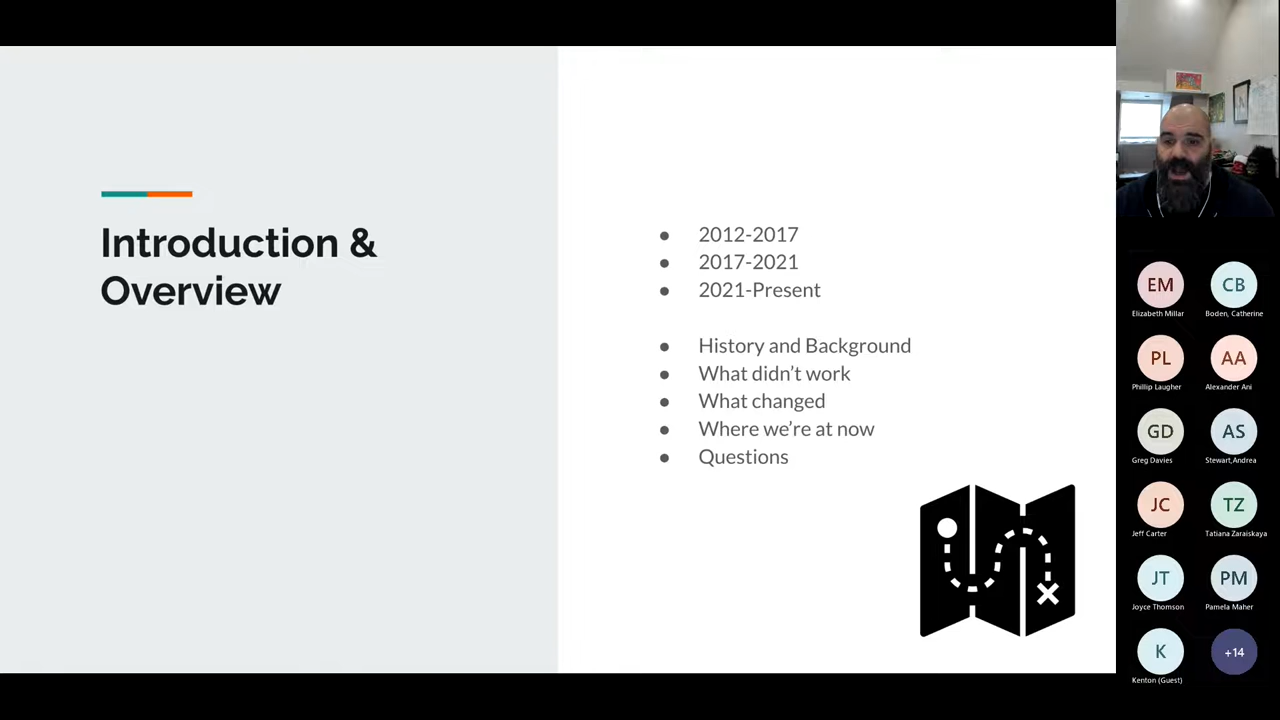 Introduction &
Overview
● 2012-2017
● 2017-2021
● 2021-Present
● History and Background
● What didn’t work
● What changed
● Where we’re at now
● Questions
EM
CB
Elizabeth Millar
Boden, Catherine
PL
AA
Phillip Laugher
Alexander Ani
GD
AS
Greg Davies
Stewart,Andrea
JC
TZ
Jeff Carter
Tatiana Zaraiskaya
JT
PM
Joyce Thomson
Pamela Maher
K
+14
Kenton (Guest)